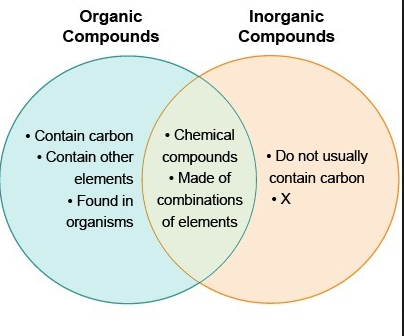 Organic
Compounds
Inorganic
Compounds
• Contain carbon
• Contain other
elements
• Found in
organisms
• Chemical
compounds
• Made of
combinations
of elements
• Do not usually
contain carbon
• X